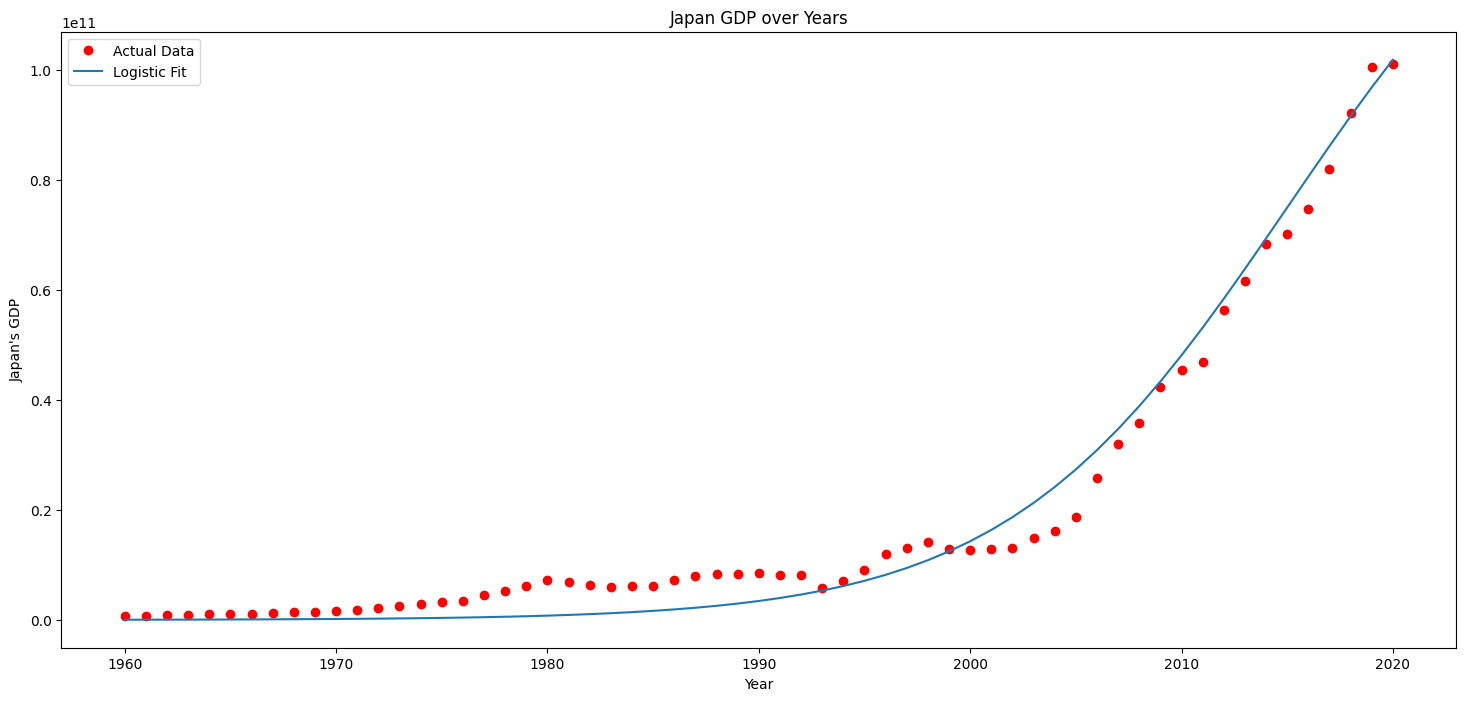 Japan GDP over Years
1e11
Actual Data
Logistic Fit
1.0
0.8
0.6
0.4
0.2
0.0
Japan's GDP
1960 1970 1980 1990 2000 2010 2020
Year